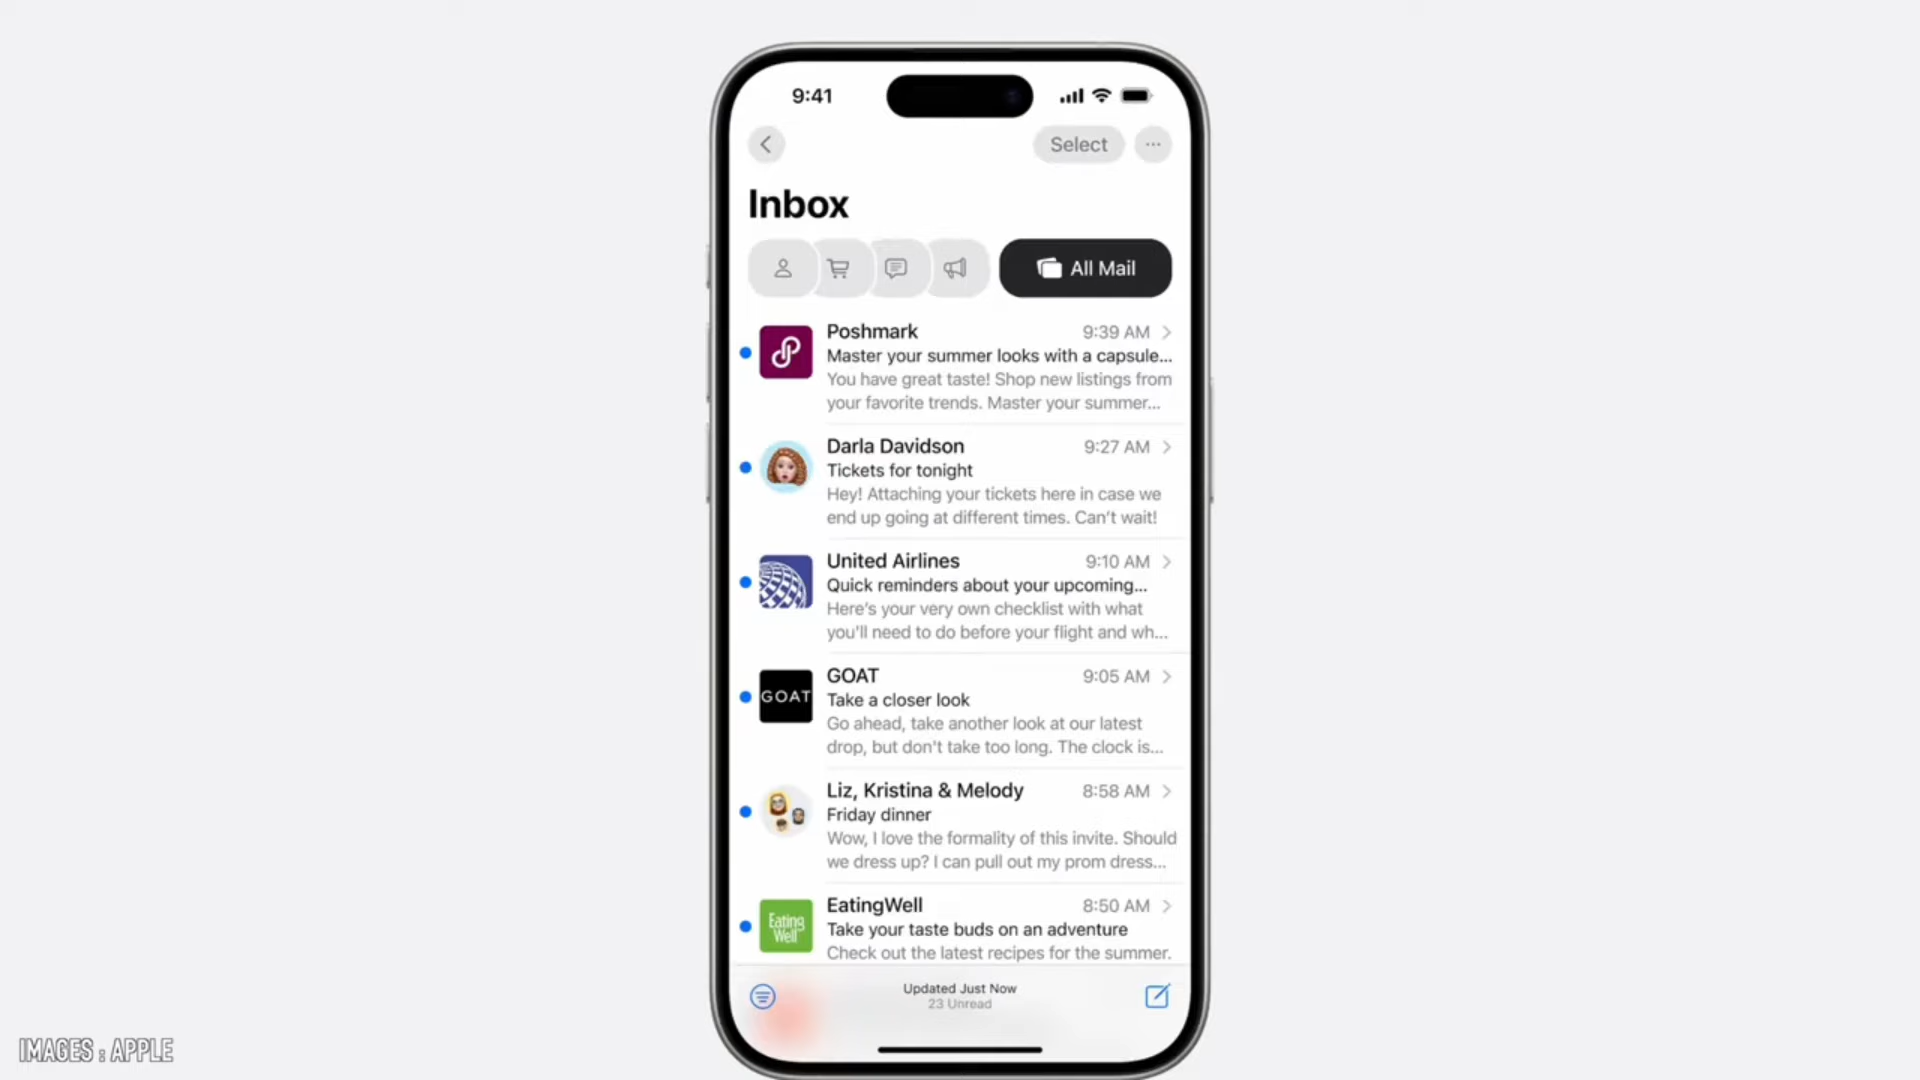 9:41
Select
Inbox
All Mail
Poshmark
9:39 AM
Master your summer looks with a capsule...
You have great taste! Shop new listings from
your favorite trends. Master your summer...
Darla Davidson
9:27 AM
Tickets for tonight
Hey! Attaching your tickets here in case we
end up going at different times. Can't wait!
United Airlines
9:10 AM
Quick reminders about your upcoming...
Here's your very own checklist with what
you'll need to do before your flight and wh...
GOAT
GOAT
9:05 AM
Take a closer look
Go ahead, take another look at our latest
drop, but don't take too long. The clock is...
Liz, Kristina & Melody
8:58 AM
Friday dinner
Wow, I love the formality of this invite. Should
we dress up? I can pull out my prom dress...
Eating
Well
EatingWell
8:50 AM
Take your taste buds on an adventure
Check out the latest recipes for the summer.
Updated Just Now
23 Unread
IMAGES : APPLE